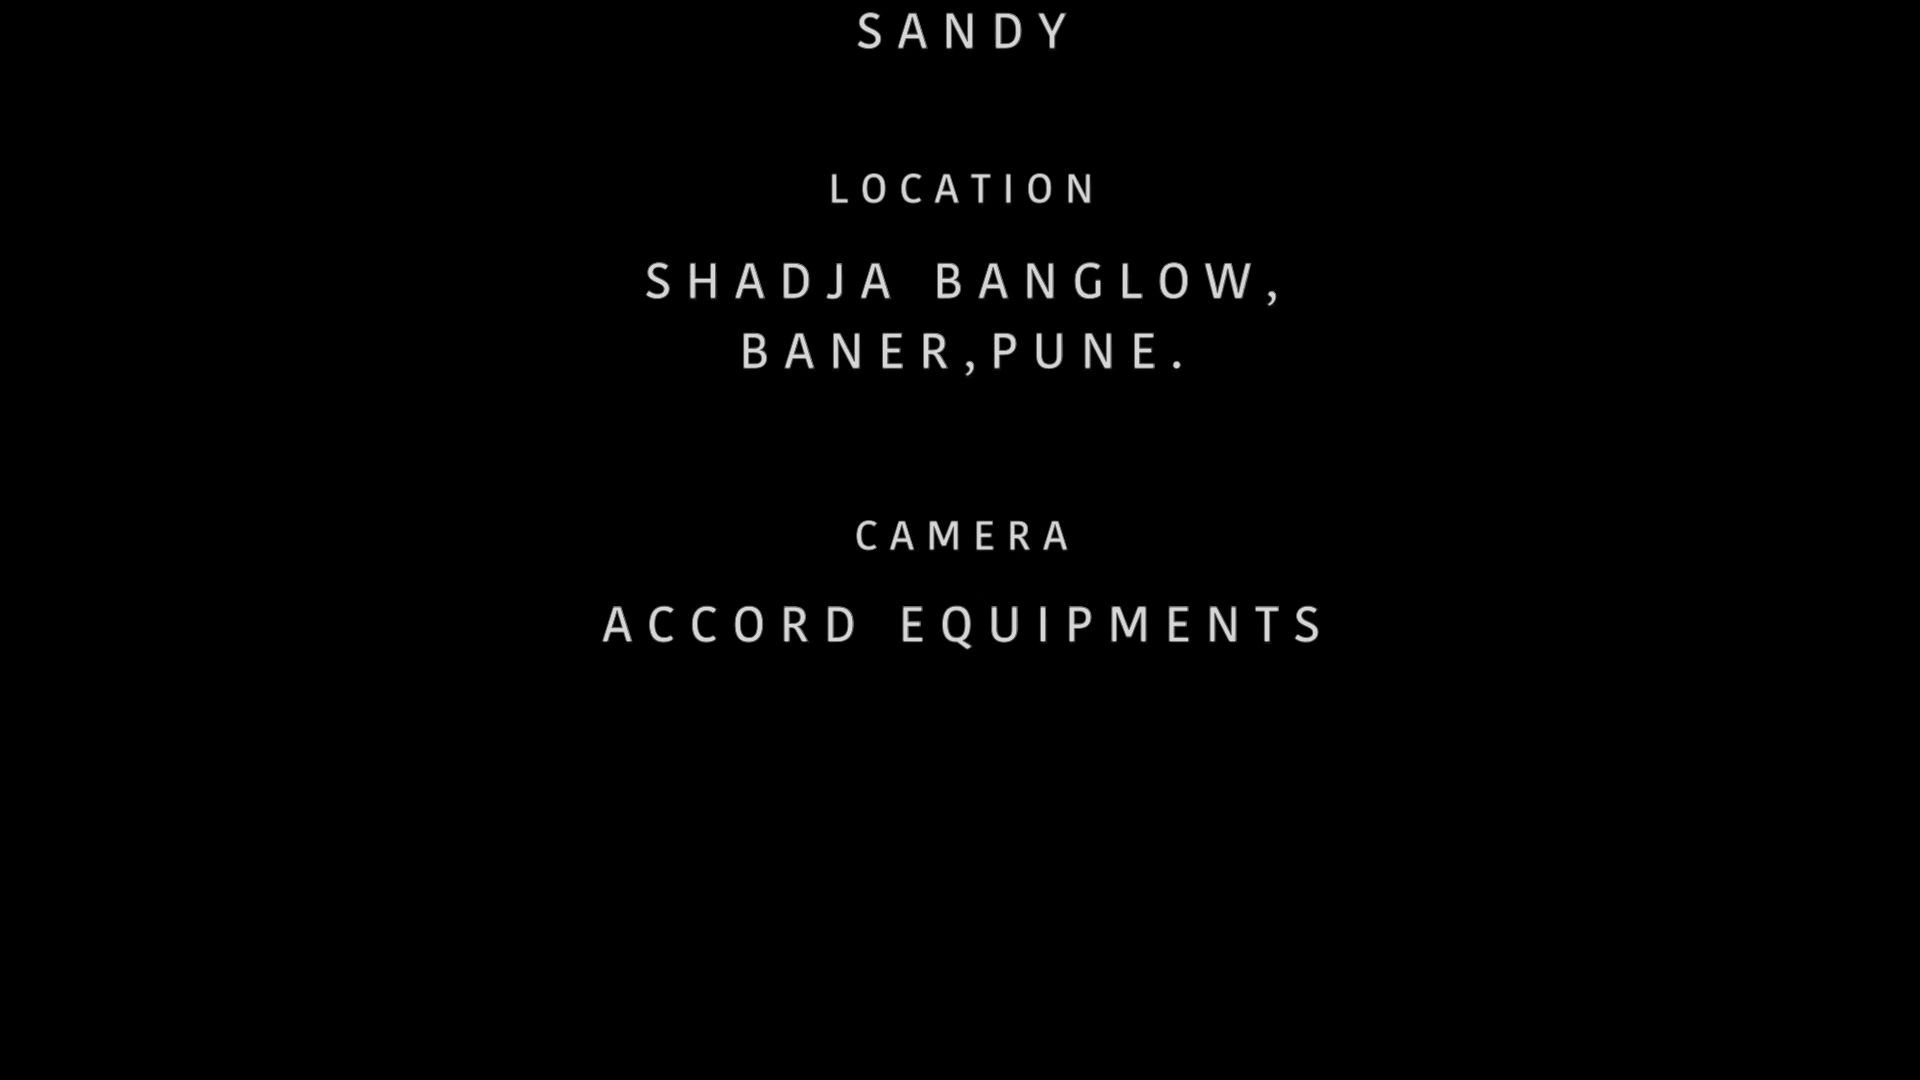 SANDY
LOCATION
SHADJA BANGLOW,
BANER,PUNE.
CAMERA
ACCORD EQUIPMENTS